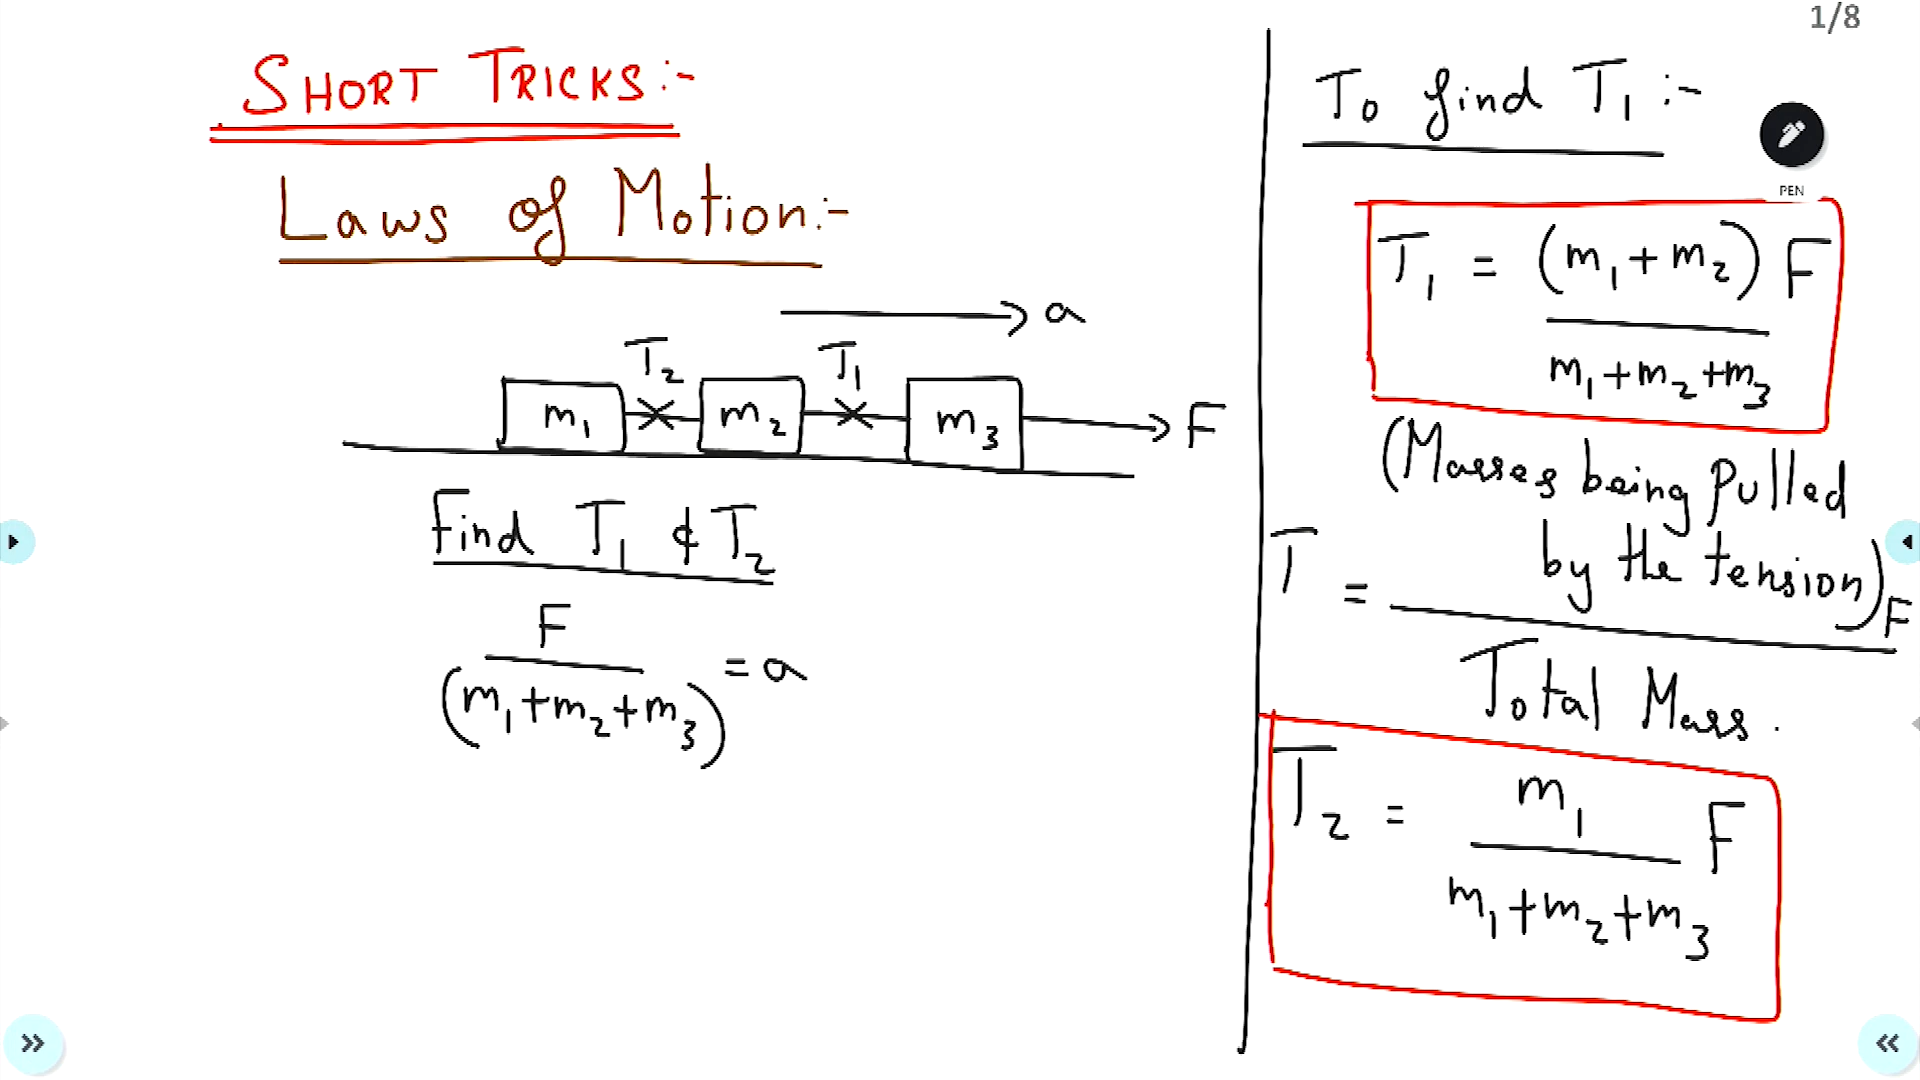 1/8
SHORT TRICKS:-
Laws of Motion:-
a
T₂ T₁
m₁ m₂ m₃ F
Find T₁ & T₂
F
(m₁+m₂+m₃) = a
To find T₁ :-
PEN
T₁ = (m₁+m₂) F
m₁+m₂+m₃
(Masses being Pulled
by the tension) F
T =
Total Mass.
T₂ = m₁ F
m₁+m₂+m₃